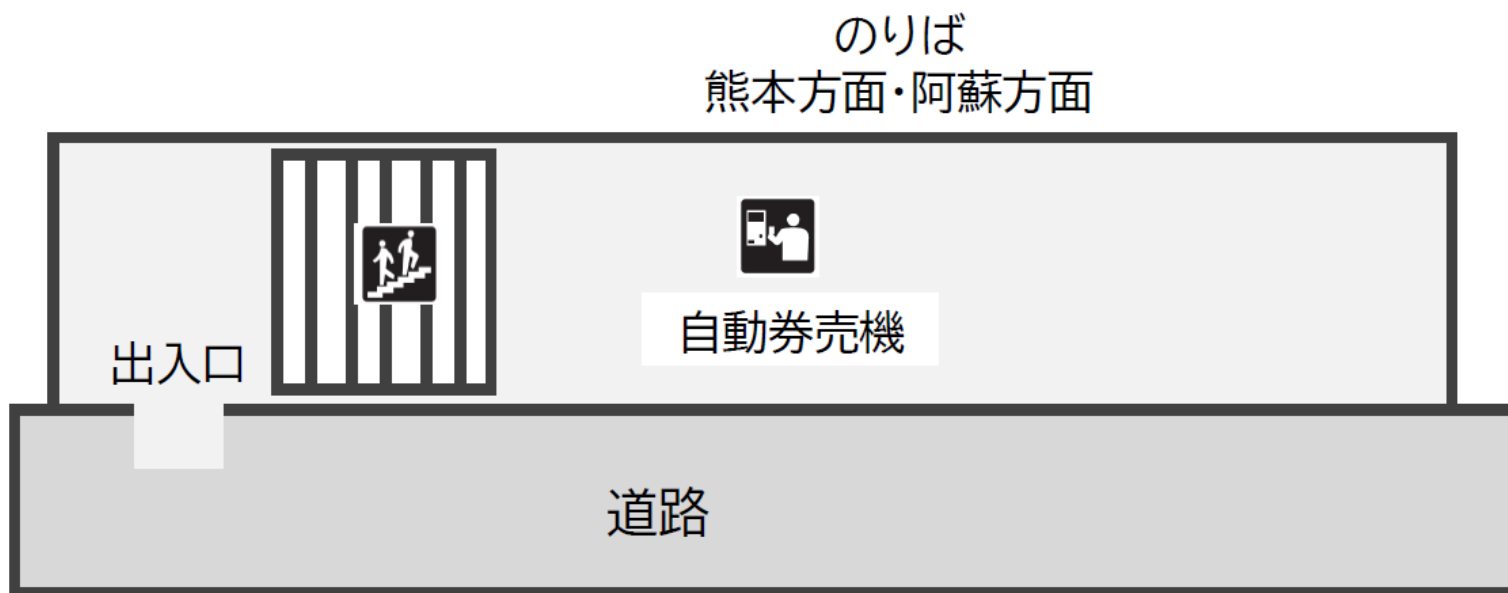 のりば
熊本方面・阿蘇方面
自動券売機
出入口
道路